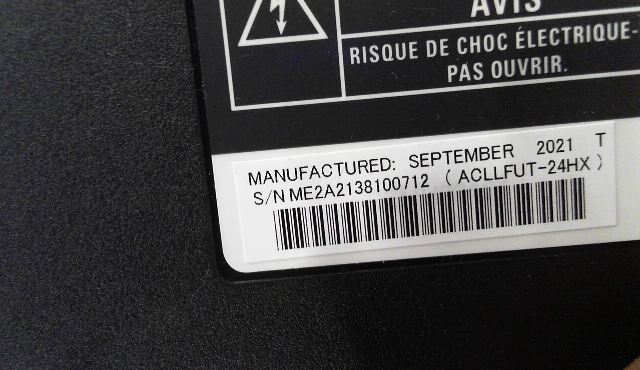 AVIS
RISQUE DE CHOC ÉLECTRIQUE-
PAS OUVRIR.
MANUFACTURED: SEPTEMBER 2021 T
S/N ME2A2138100712 ( ACLLFUT-24HX )